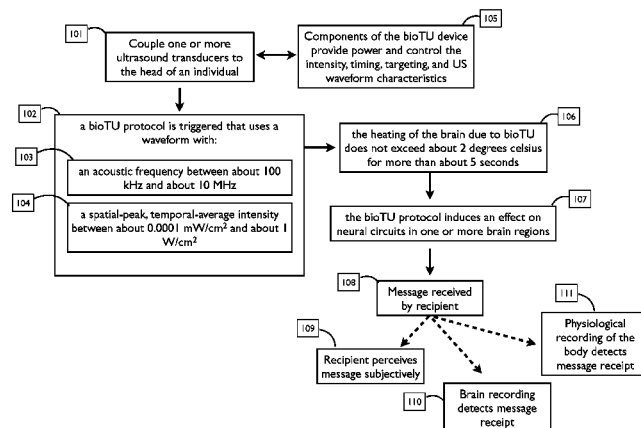 101
Couple one or more
ultrasound transducers to
the head of an individual
105
Components of the bioTU device
provide power and control the
intensity, timing, targeting, and US
waveform characteristics
102
a bioTU protocol is triggered that uses a
waveform with:
103
an acoustic frequency between about 100
kHz and about 10 MHz
104
a spatial-peak, temporal-average intensity
between about 0.0001 mW/cm² and about 1
W/cm²
106
the heating of the brain due to bioTU
does not exceed about 2 degrees celsius
for more than about 5 seconds
107
the bioTU protocol induces an effect on
neural circuits in one or more brain
regions
108
Message received
by recipient
109
Recipient perceives
message subjectively
110
Brain recording
detects message
receipt
111
Physiological
recording of the
body detects
message receipt